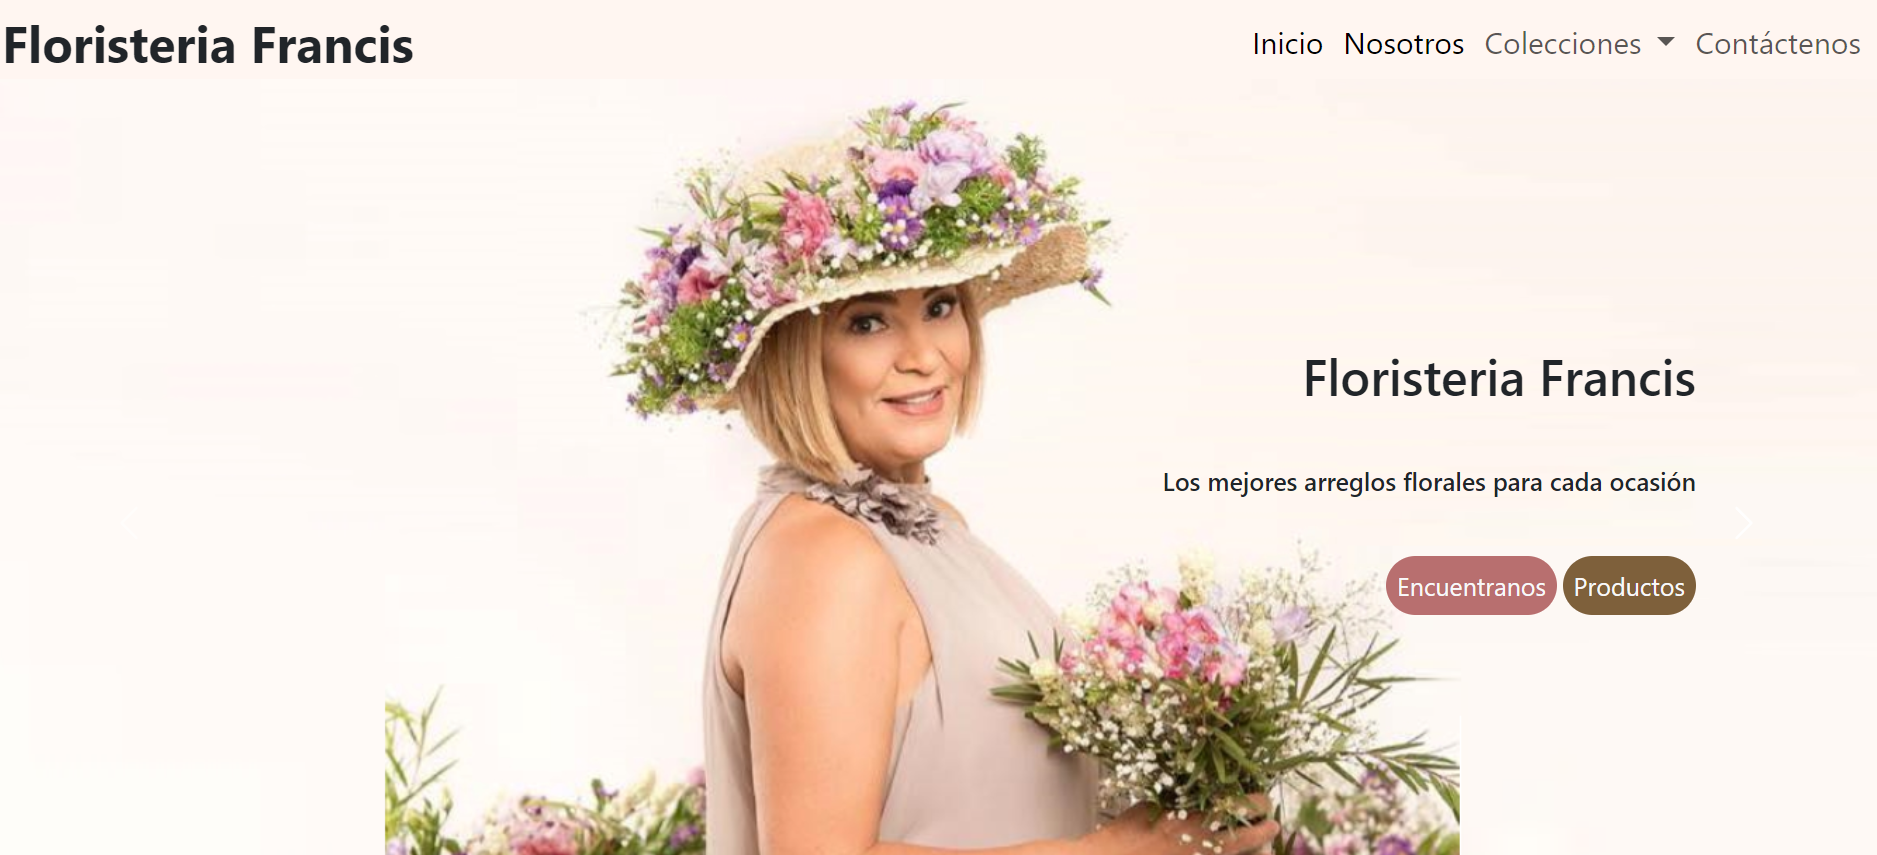 Floristeria Francis
Inicio Nosotros Colecciones Contáctenos
Floristeria Francis
Los mejores arreglos florales para cada ocasión
Encuentranos Productos